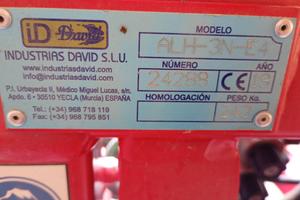 iD David
INDUSTRIAS DAVID S.L.U.
www.industriasdavid.com
info@industriasdavid.com
P.I. Urbayecla II, Médico Miguel Lucas, s/n,
Apdo. 6 - 30510 YECLA (Murcia) ESPAÑA
Tel.: (+34) 968 718 119
Fax: (+34) 968 795 851
MODELO
ALH-3N-E4
NÚMERO
AÑO
24288
CE
HOMOLOGACIÓN
PESO Kg.